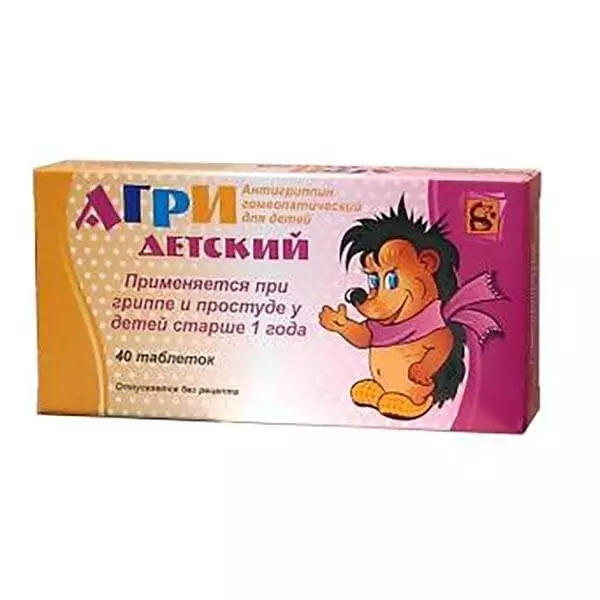 АГРИ
Антигриппин
гомеопатический
для детей
ДЕТСКИЙ
Применяется при
гриппе и простуде у
детей старше 1 года
40 таблеток
Отпускается без рецепта